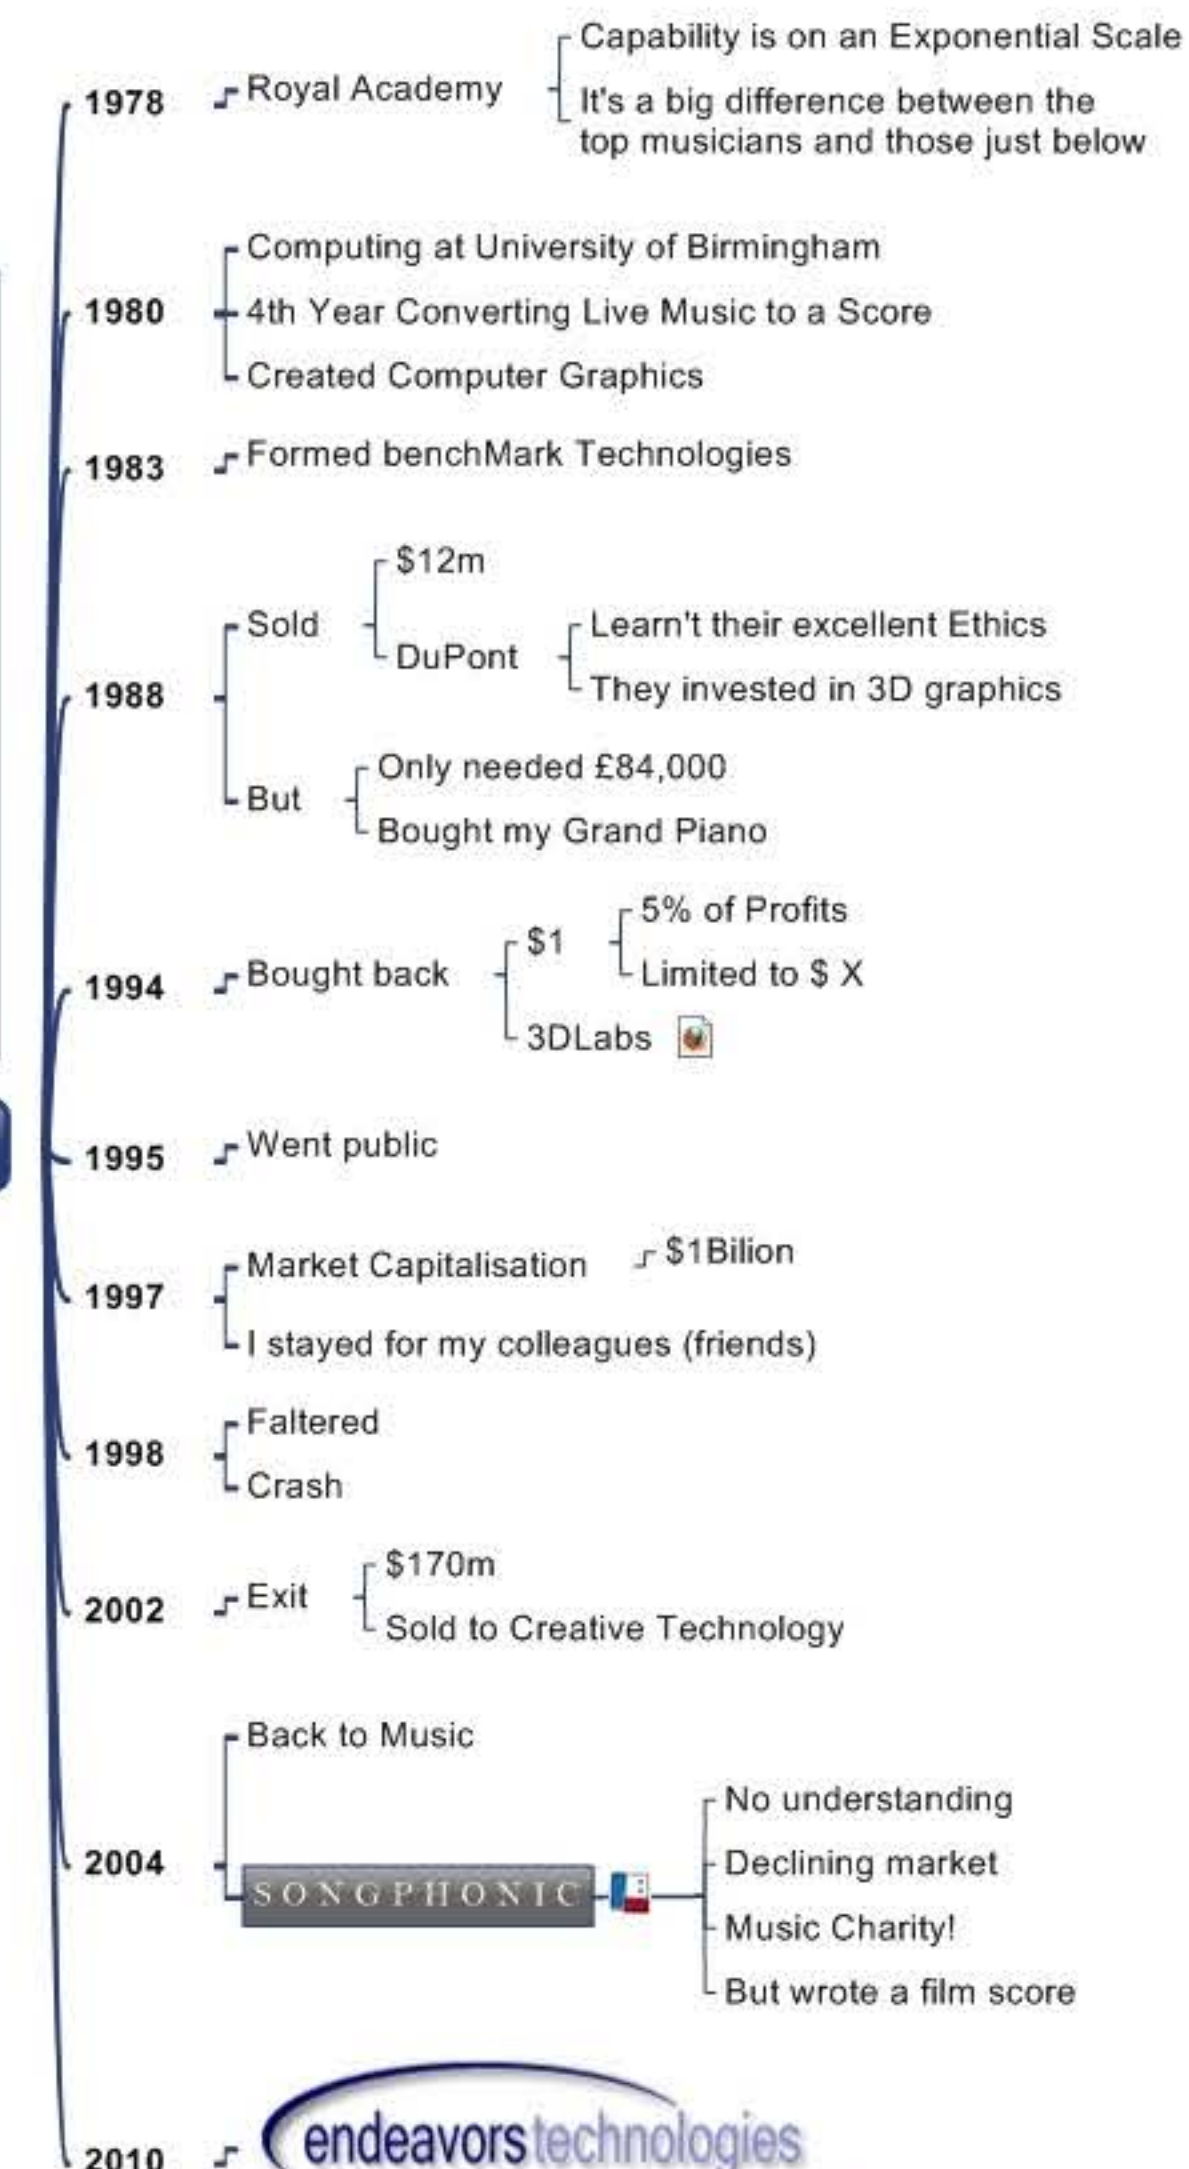 1978
Royal Academy
Capability is on an Exponential Scale
It's a big difference between the
top musicians and those just below
1980
Computing at University of Birmingham
4th Year Converting Live Music to a Score
Created Computer Graphics
1983
Formed benchMark Technologies
1988
Sold
$12m
DuPont
Learn't their excellent Ethics
They invested in 3D graphics
But
Only needed £84,000
Bought my Grand Piano
1994
Bought back
$1
5% of Profits
Limited to $ X
3DLabs
1995
Went public
1997
Market Capitalisation
$1Bilion
I stayed for my colleagues (friends)
1998
Faltered
Crash
2002
Exit
$170m
Sold to Creative Technology
2004
Back to Music
SONGPHONIC
No understanding
Declining market
Music Charity!
But wrote a film score
2010
endeavors technologies